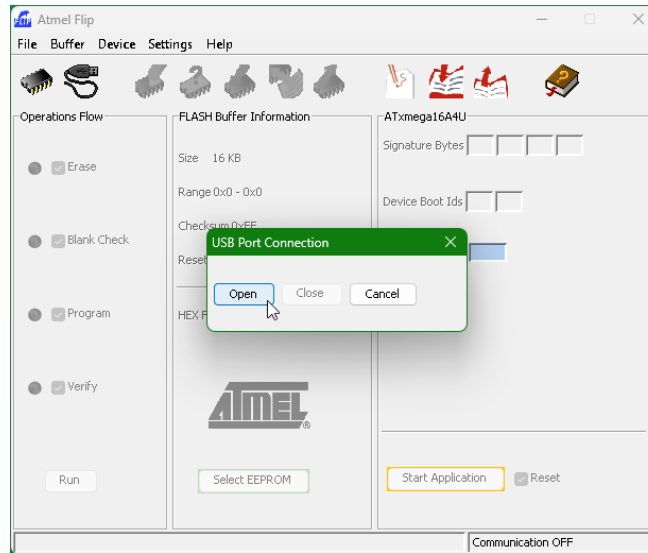 Atmel Flip
File Buffer Device Settings Help
Operations Flow
Erase
Blank Check
Program
Verify
Run
FLASH Buffer Information
Size 16 KB
Range 0x0 - 0x0
Checksum 0xFF
Reset
HEX F
ATMEL
Select EEPROM
ATxmega16A4U
Signature Bytes
Device Boot Ids
Start Application
Reset
USB Port Connection
Open Close Cancel
Communication OFF